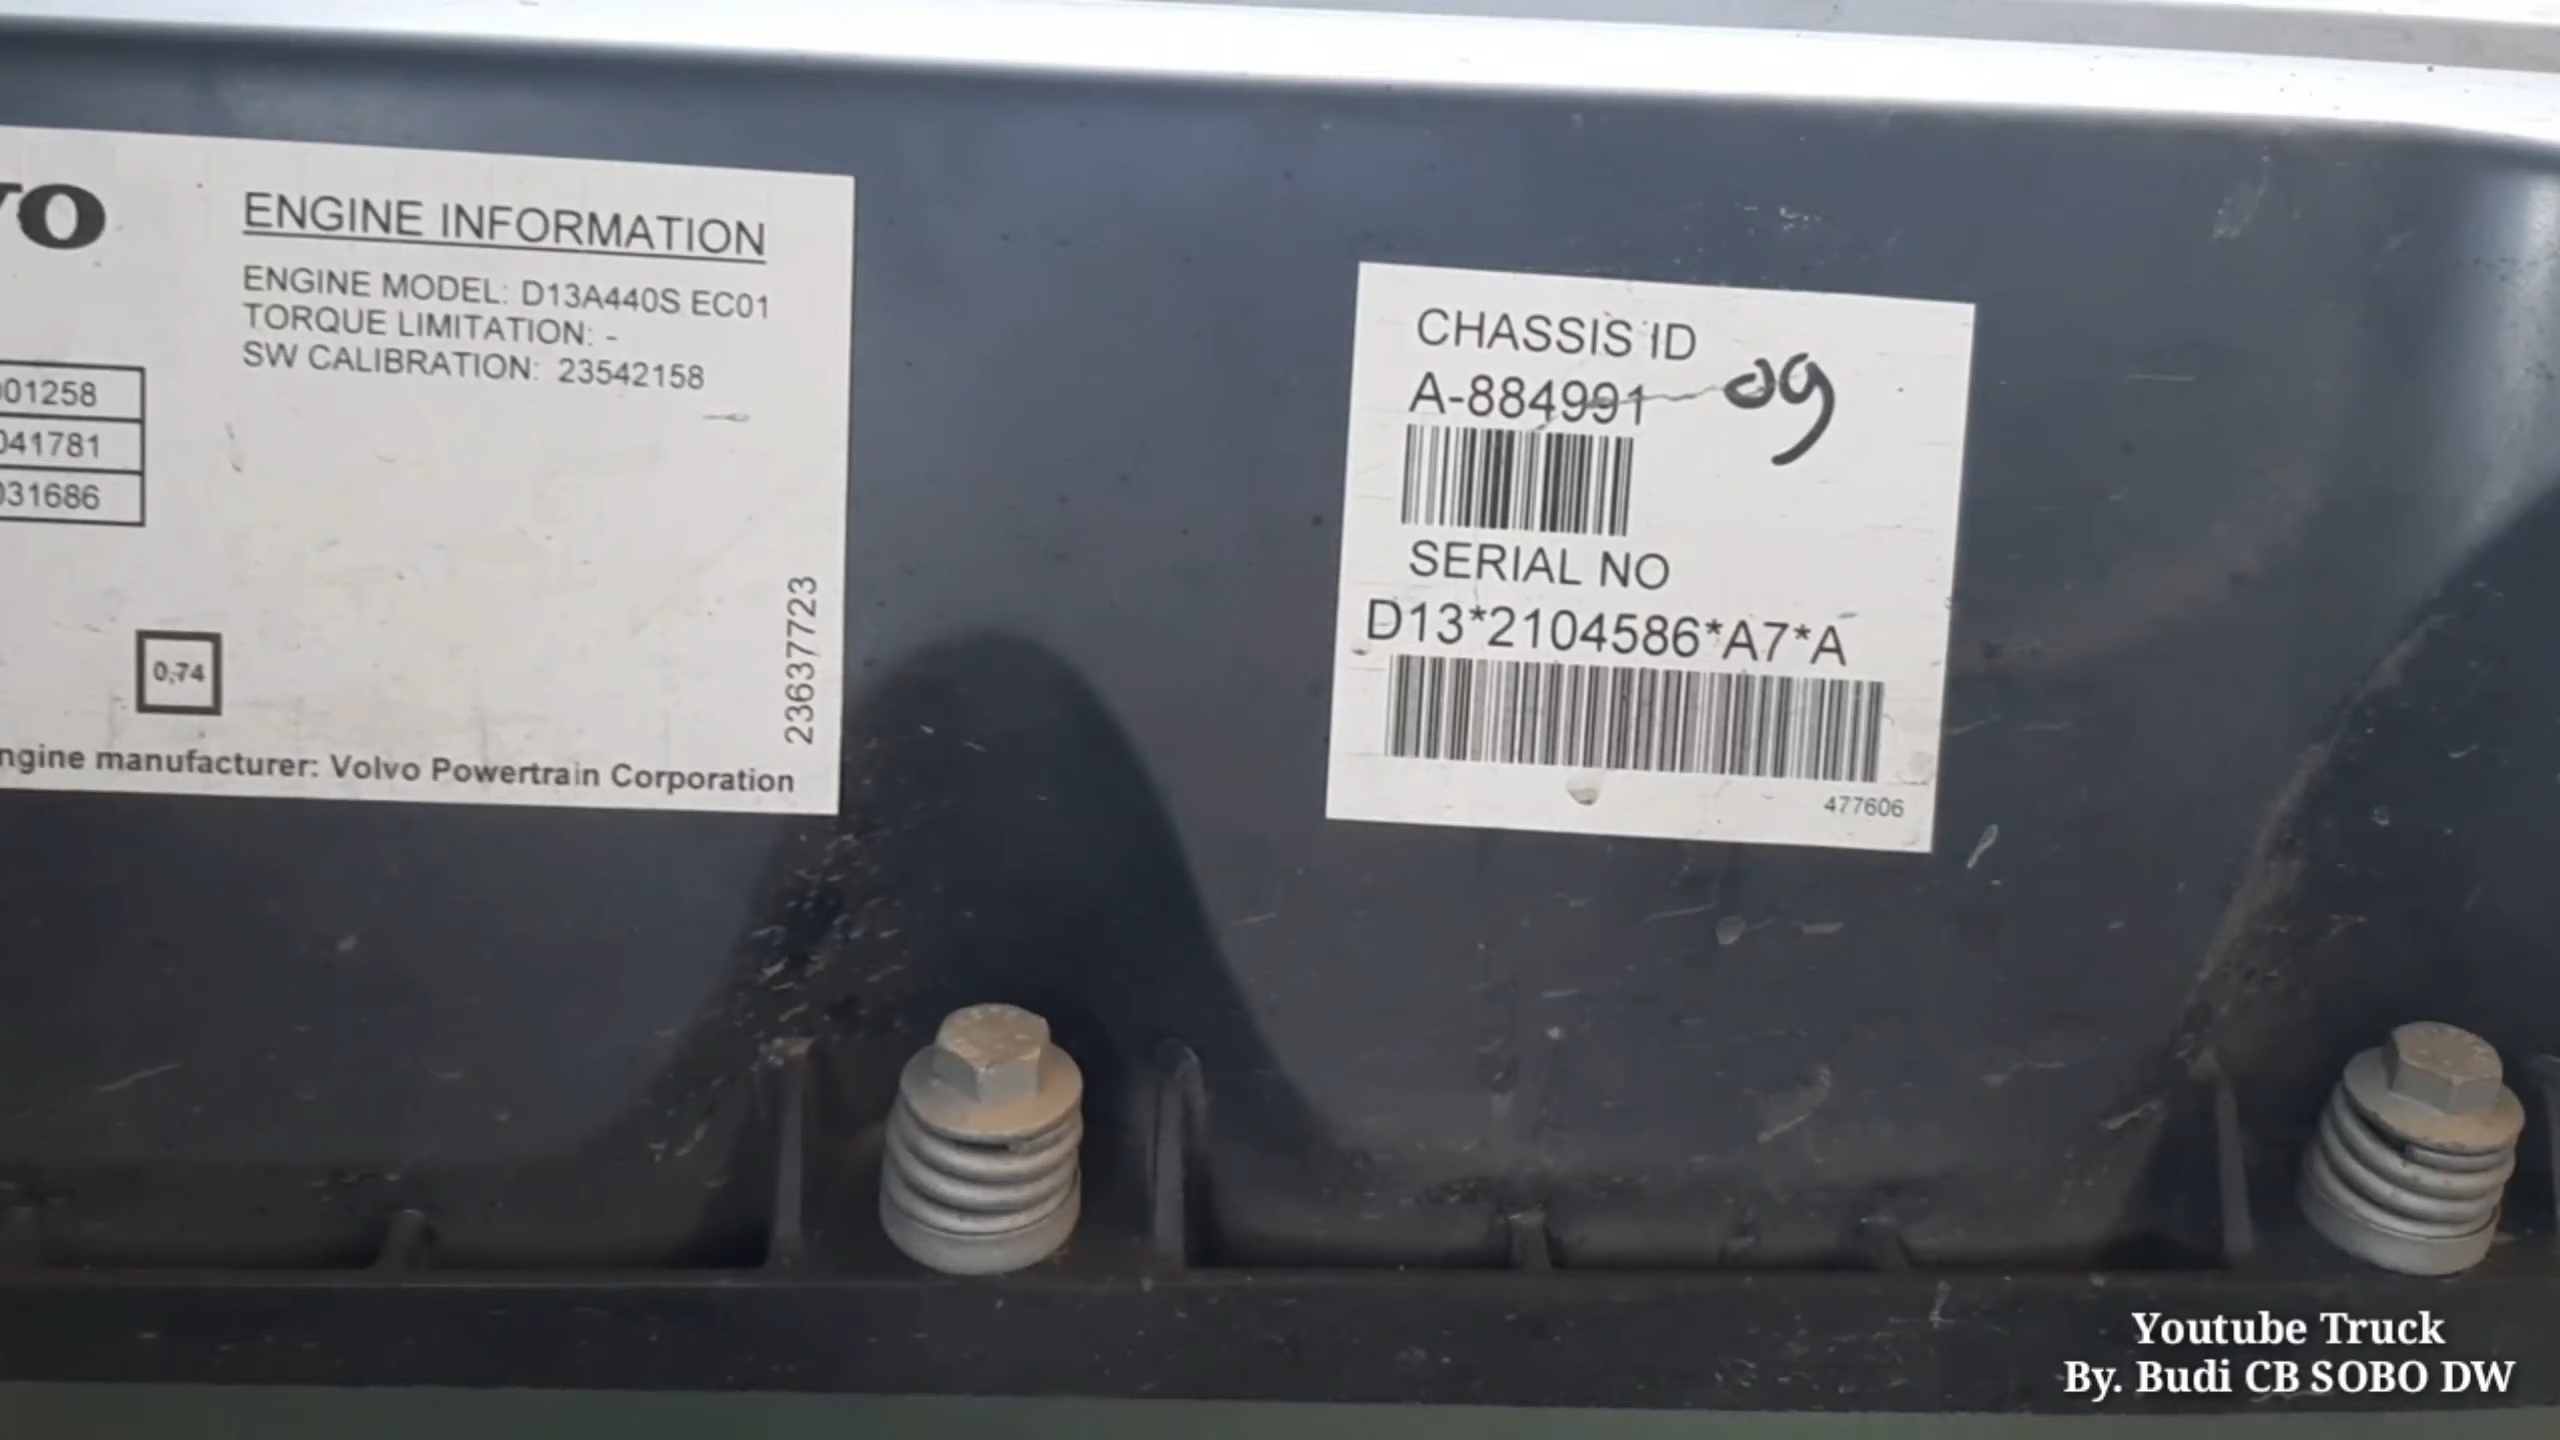 VO
ENGINE INFORMATION
ENGINE MODEL: D13A440S EC01
TORQUE LIMITATION: -
SW CALIBRATION: 23542158
001258
041781
031686
0,74
23637723
ngine manufacturer: Volvo Powertrain Corporation
CHASSIS ID
A-884991
09
SERIAL NO
D13*2104586*A7*A
477606
Youtube Truck
By. Budi CB SOBO DW